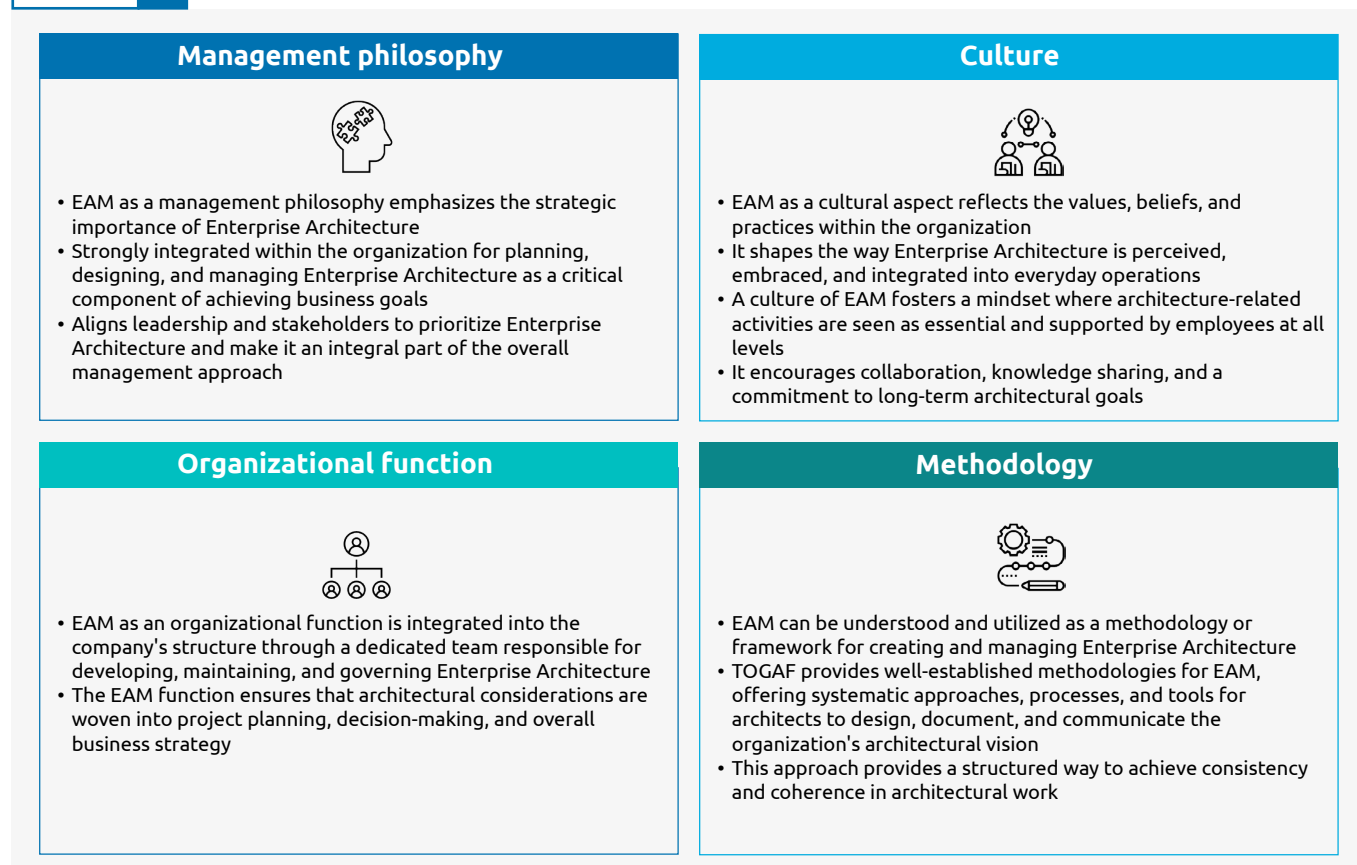 Management philosophy
• EAM as a management philosophy emphasizes the strategic
importance of Enterprise Architecture
• Strongly integrated within the organization for planning,
designing, and managing Enterprise Architecture as a critical
component of achieving business goals
• Aligns leadership and stakeholders to prioritize Enterprise
Architecture and make it an integral part of the overall
management approach
Culture
• EAM as a cultural aspect reflects the values, beliefs, and
practices within the organization
• It shapes the way Enterprise Architecture is perceived,
embraced, and integrated into everyday operations
• A culture of EAM fosters a mindset where architecture-related
activities are seen as essential and supported by employees at all
levels
• It encourages collaboration, knowledge sharing, and a
commitment to long-term architectural goals
Organizational function
• EAM as an organizational function is integrated into the
company's structure through a dedicated team responsible for
developing, maintaining, and governing Enterprise Architecture
• The EAM function ensures that architectural considerations are
woven into project planning, decision-making, and overall
business strategy
Methodology
• EAM can be understood and utilized as a methodology or
framework for creating and managing Enterprise Architecture
• TOGAF provides well-established methodologies for EAM,
offering systematic approaches, processes, and tools for
architects to design, document, and communicate the
organization's architectural vision
• This approach provides a structured way to achieve consistency
and coherence in architectural work